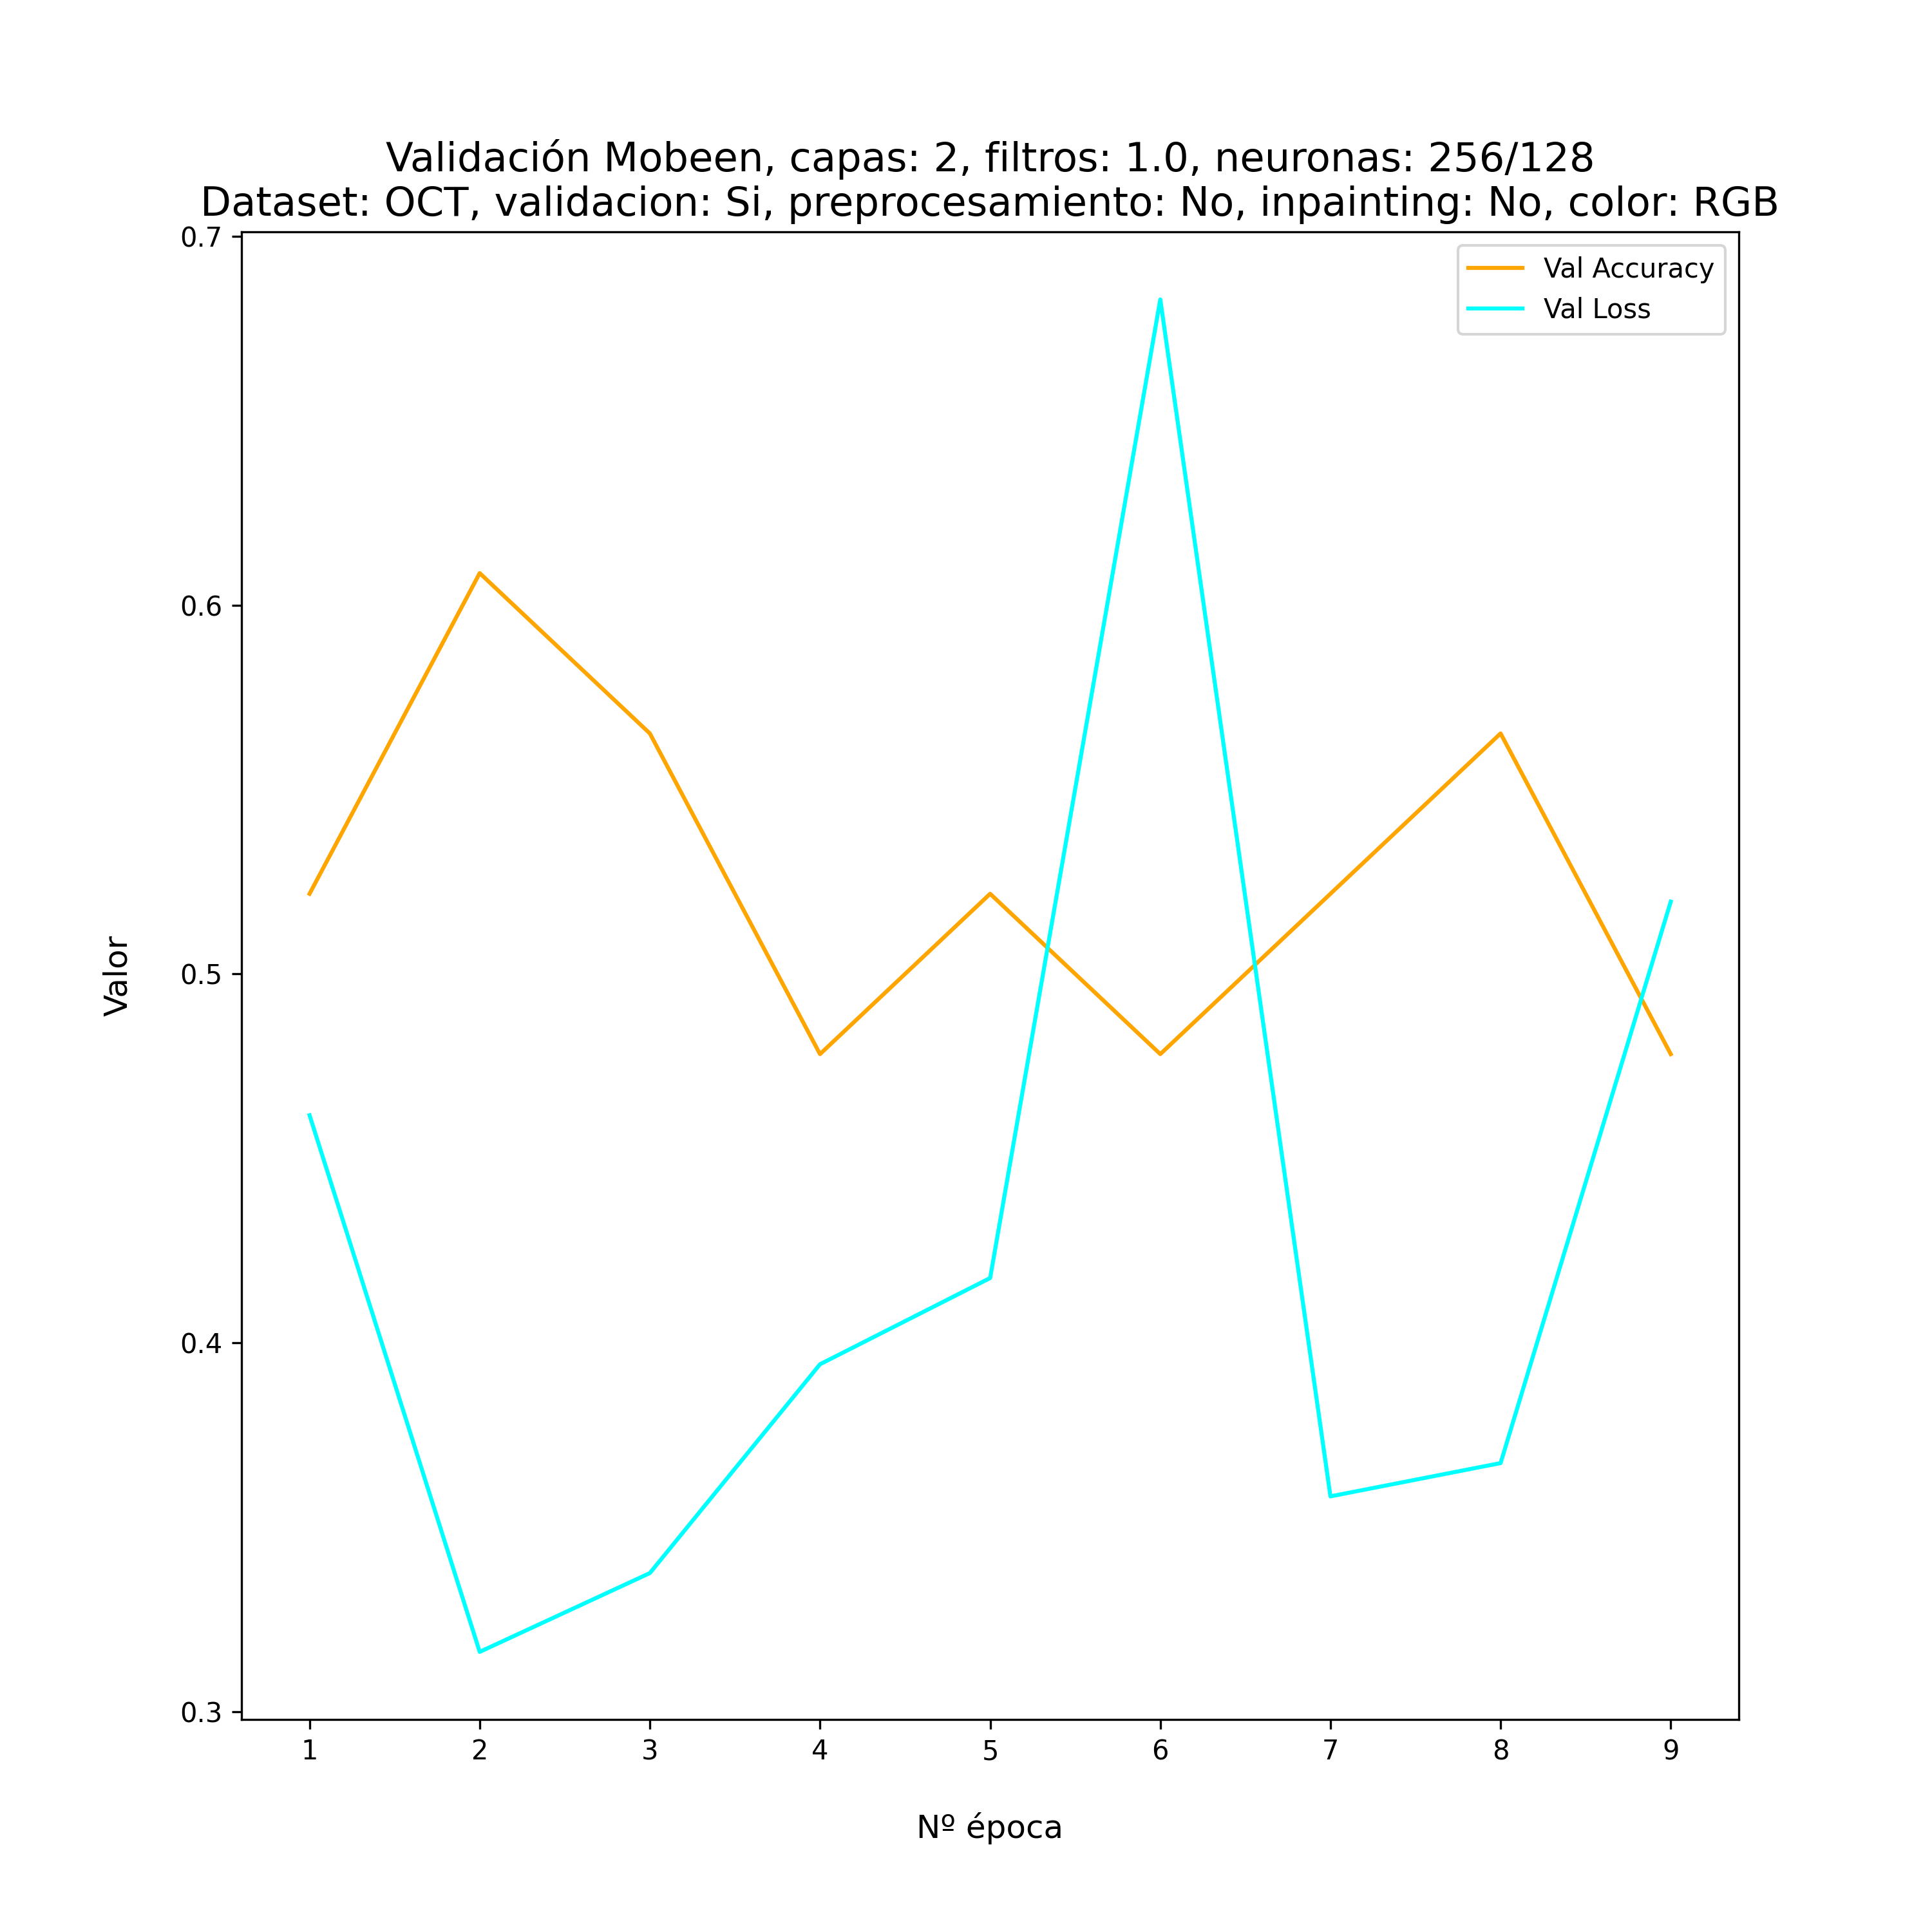 Validación Mobeen, capas: 2, filtros: 1.0, neuronas: 256/128
Dataset: OCT, validacion: Si, preprocesamiento: No, inpainting: No, color: RGB
Val Accuracy
Val Loss
Valor
0.7
0.6
0.5
0.4
0.3
1 2 3 4 5 6 7 8 9
Nº época